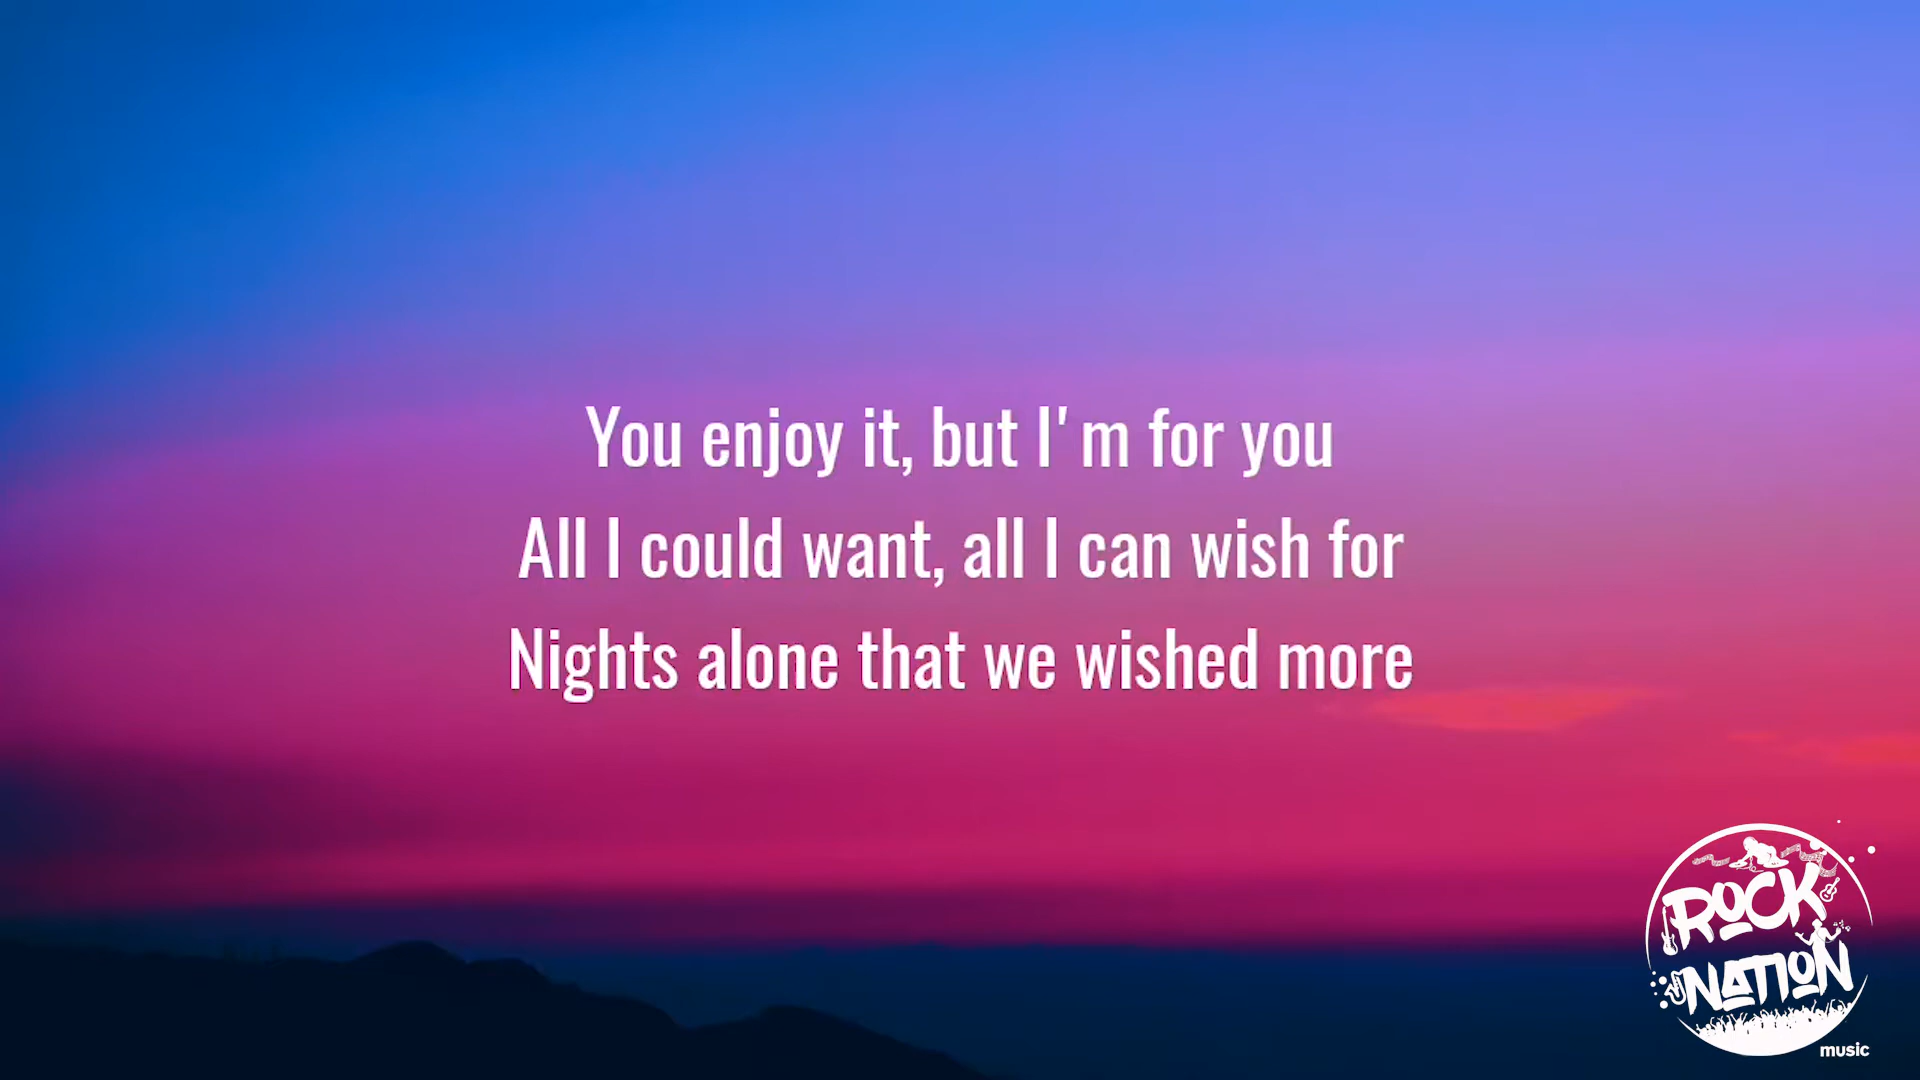 You enjoy it, but I'm for you
All I could want, all I can wish for
Nights alone that we wished more
ROCK
NATION
music